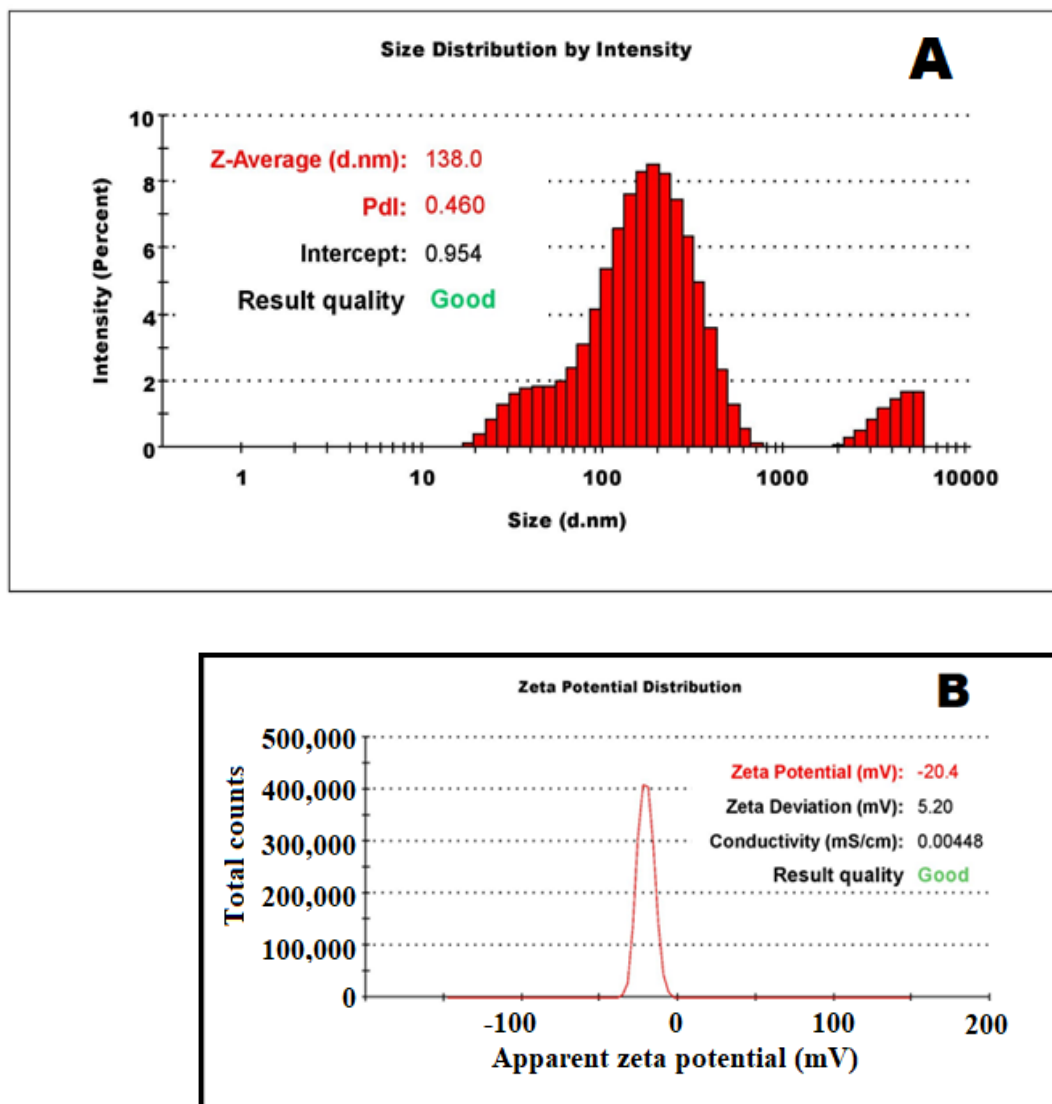 Size Distribution by Intensity
A
Intensity (Percent)
10
8
6
4
2
0
Z-Average (d.nm): 138.0
PdI: 0.460
Intercept: 0.954
Result quality Good
1 10 100 1000 10000
Size (d.nm)
Zeta Potential Distribution
B
Total counts
500,000
400,000
300,000
200,000
100,000
0
Zeta Potential (mV): -20.4
Zeta Deviation (mV): 5.20
Conductivity (mS/cm): 0.00448
Result quality Good
-100 0 100 200
Apparent zeta potential (mV)